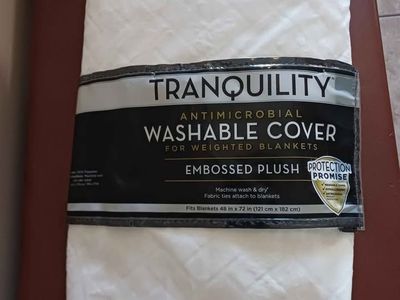 TRANQUILITY
ANTIMICROBIAL
WASHABLE COVER
FOR WEIGHTED BLANKETS
EMBOSSED PLUSH
Machine wash & dry*
Fabric ties attach to blankets
Fits Blankets 48 in x 72 in (121 cm x 182 cm)
PROTECTION
PROMISE